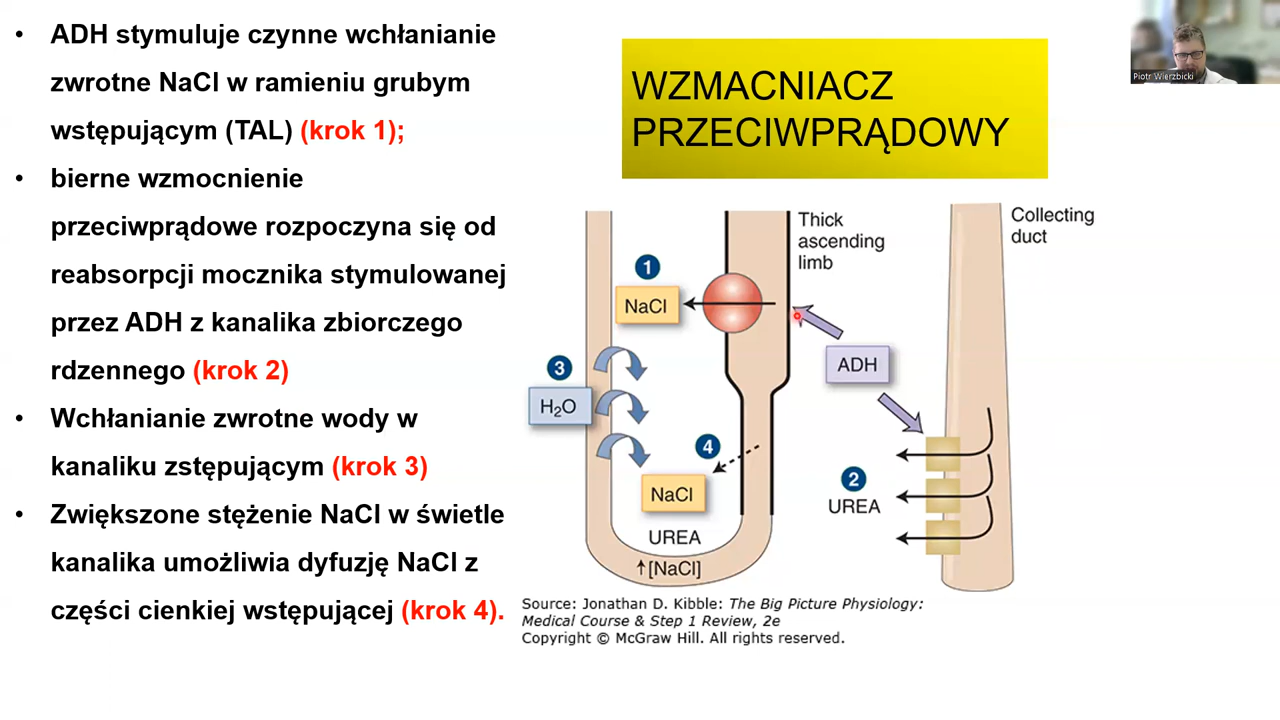 • ADH stymuluje czynne wchłanianie
zwrotne NaCl w ramieniu grubym
wstępującym (TAL) (krok 1);
• bierne wzmocnienie
przeciwprądowe rozpoczyna się od
reabsorpcji mocznika stymulowanej
przez ADH z kanalika zbiorczego
rdzennego (krok 2)
• Wchłanianie zwrotne wody w
kanaliku zstępującym (krok 3)
• Zwiększone stężenie NaCl w świetle
kanalika umożliwia dyfuzję NaCl z
części cienkiej wstępującej (krok 4).
WZMACNIACZ
PRZECIWPRĄDOWY
Piotr Wierzbicki
Thick
ascending
limb
Collecting
duct
1
NaCl
3
H₂O
ADH
4
NaCl
2
UREA
UREA
↑[NaCl]
Source: Jonathan D. Kibble: The Big Picture Physiology:
Medical Course & Step 1 Review, 2e
Copyright © McGraw Hill. All rights reserved.